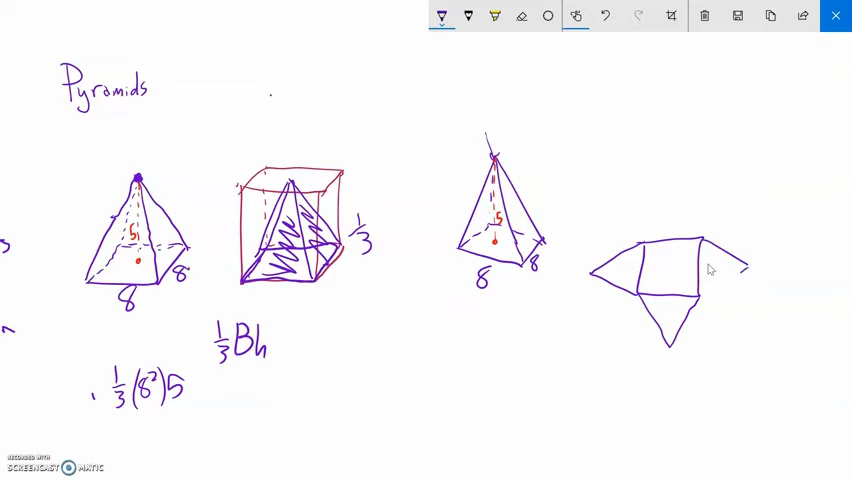 Pyramids
5
8
8
1/3
1/3 Bh
1/3 (8²)5
5
8
8
RECORDED WITH
SCREENCAST MATIC